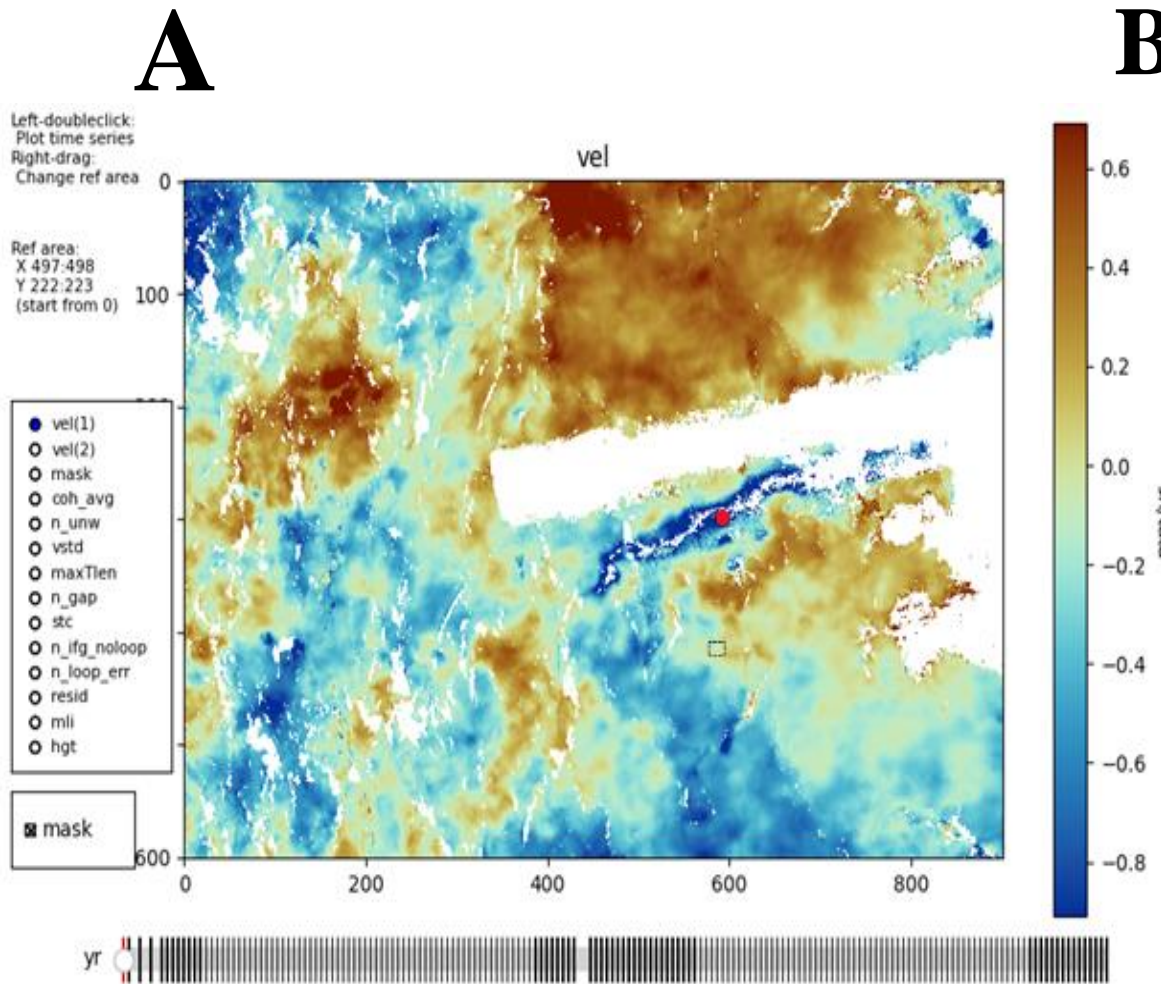 A
B
Left-doubleclick:
Plot time series
Right-drag:
Change ref area
Ref area:
X 497:498
Y 222:223
(start from 0)
vel
0
100
600
0
200
400
600
800
vel(1)
vel(2)
mask
coh_avg
n_unw
vstd
maxTlen
n_gap
stc
n_ifg_noloop
n_loop_err
resid
mli
hgt
mask
0.6
0.4
0.2
0.0
−0.2
−0.4
−0.6
−0.8
yr